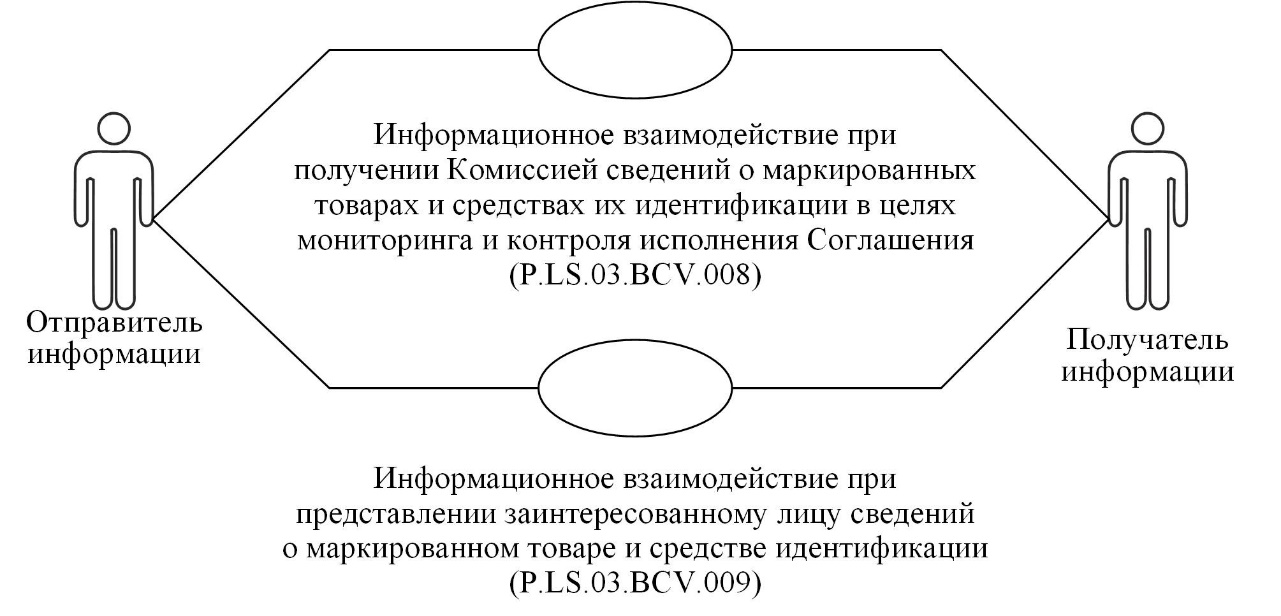 Информационное взаимодействие при
получении Комиссией сведений о маркированных
товарах и средствах их идентификации в целях
мониторинга и контроля исполнения Соглашения
(P.LS.03.BCV.008)
Отправитель
информации
Получатель
информации
Информационное взаимодействие при
представлении заинтересованному лицу сведений
о маркированном товаре и средстве идентификации
(P.LS.03.BCV.009)